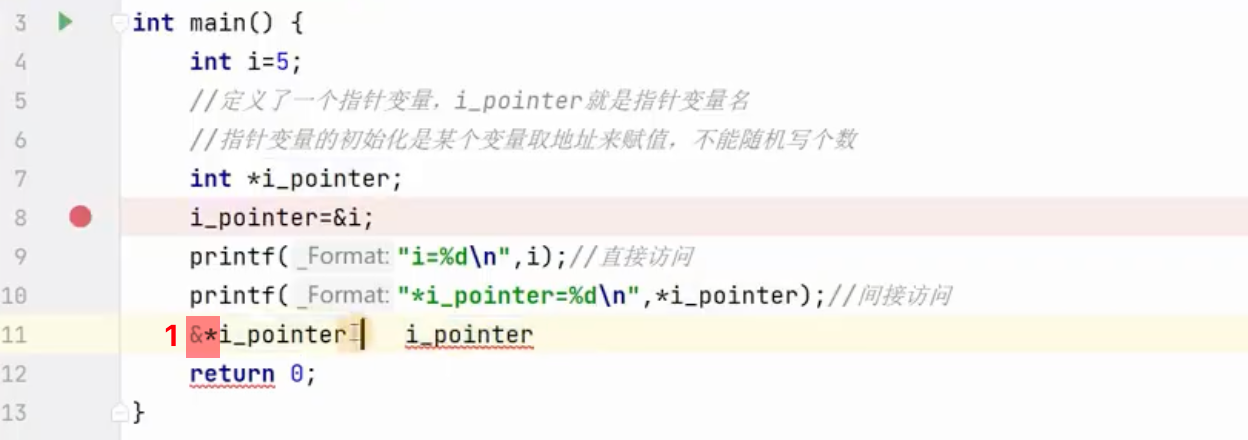 3 int main() {
4 int i=5;
5 //定义了一个指针变量，i_pointer就是指针变量名
6 //指针变量的初始化是某个变量取地址来赋值，不能随机写个数
7 int *i_pointer;
8 i_pointer=&i;
9 printf( _Format: "i=%d\n",i);//直接访问
10 printf( _Format: "*i_pointer=%d\n",*i_pointer);//间接访问
11 1 &*i_pointer i_pointer
12 return 0;
13 }